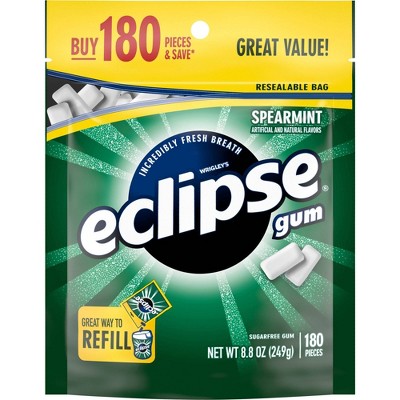 BUY 180 PIECES & SAVE*
GREAT VALUE!
RESEALABLE BAG
SPEARMINT
ARTIFICIAL AND NATURAL FLAVORS
INCREDIBLY FRESH BREATH
WRIGLEY'S
eclipse®
gum
GREAT WAY TO
REFILL
SUGARFREE GUM
NET WT 8.8 OZ (249g)
180
PIECES